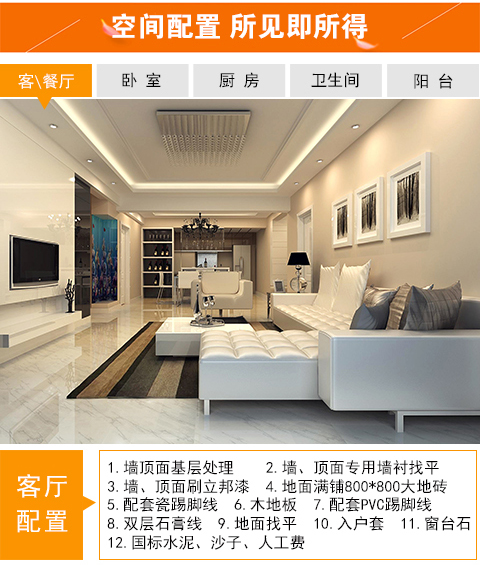 空间配置 所见即所得
客\餐厅 卧 室 厨 房 卫生间 阳 台
客厅
配置
1.墙顶面基层处理 2.墙、顶面专用墙衬找平
3.墙、顶面刷立邦漆 4.地面满铺800*800大地砖
5.配套瓷踢脚线 6.木地板 7.配套PVC踢脚线
8.双层石膏线 9.地面找平 10.入户套 11.窗台石
12.国标水泥、沙子、人工费